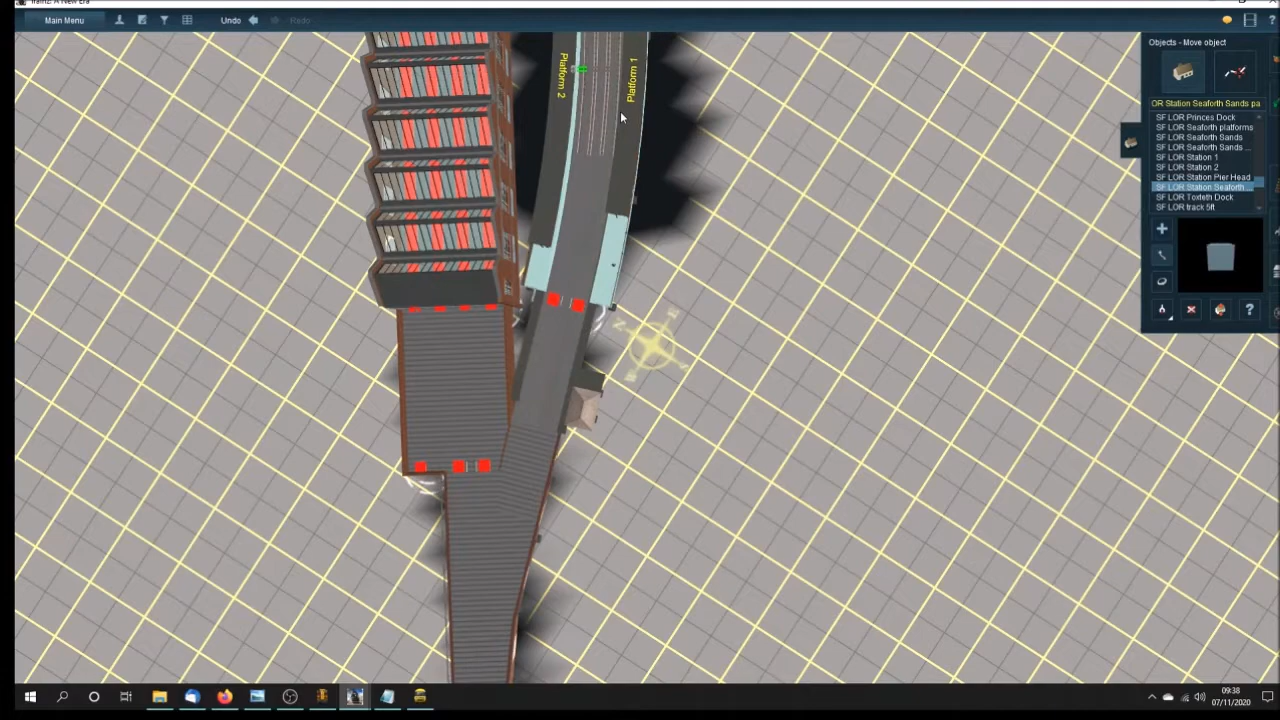 Trainz: A New Era
Main Menu
Undo
Redo
Objects - Move object
OR Station Seaforth Sands pa
SF LOR Princes Dock
SF LOR Seaforth platforms
SF LOR Seaforth Sands
SF LOR Seaforth Sands ...
SF LOR Station 1
SF LOR Station 2
SF LOR Station Pier Head
SF LOR Station Seaforth ...
SF LOR Toxteth Dock
SF LOR track 5ft
?
?
Platform 2
Platform 1
09:38
07/11/2020